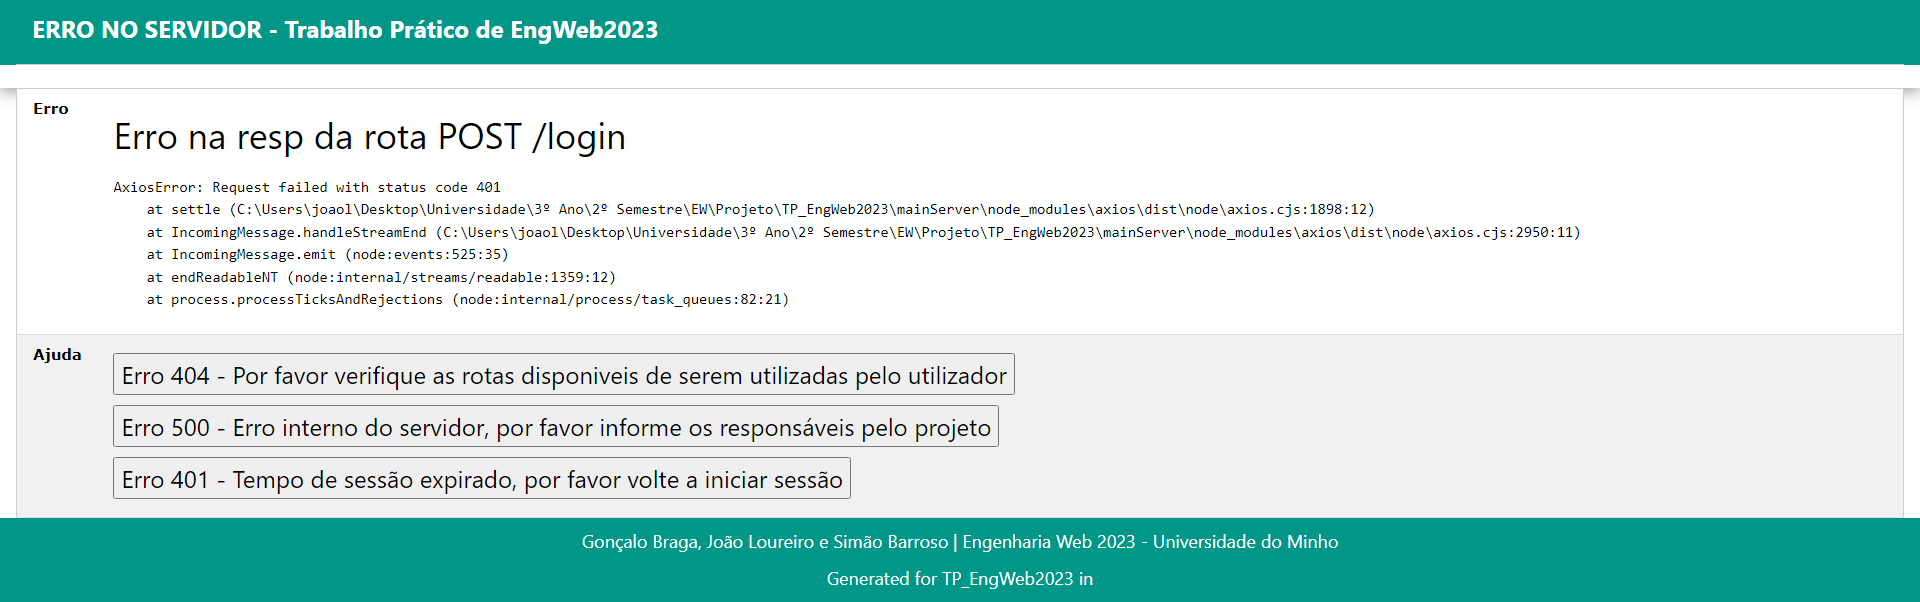 ERRO NO SERVIDOR - Trabalho Prático de EngWeb2023
Erro
Erro na resp da rota POST /login
AxiosError: Request failed with status code 401
at settle (C:\Users\joaol\Desktop\Universidade\3º Ano\2º Semestre\EW\Projeto\TP_EngWeb2023\mainServer\node_modules\axios\dist\node\axios.cjs:1898:12)
at IncomingMessage.handleStreamEnd (C:\Users\joaol\Desktop\Universidade\3º Ano\2º Semestre\EW\Projeto\TP_EngWeb2023\mainServer\node_modules\axios\dist\node\axios.cjs:2950:11)
at IncomingMessage.emit (node:events:525:35)
at endReadableNT (node:internal/streams/readable:1359:12)
at process.processTicksAndRejections (node:internal/process/task_queues:82:21)
Ajuda
Erro 404 - Por favor verifique as rotas disponiveis de serem utilizadas pelo utilizador
Erro 500 - Erro interno do servidor, por favor informe os responsáveis pelo projeto
Erro 401 - Tempo de sessão expirado, por favor volte a iniciar sessão
Gonçalo Braga, João Loureiro e Simão Barroso | Engenharia Web 2023 - Universidade do Minho
Generated for TP_EngWeb2023 in